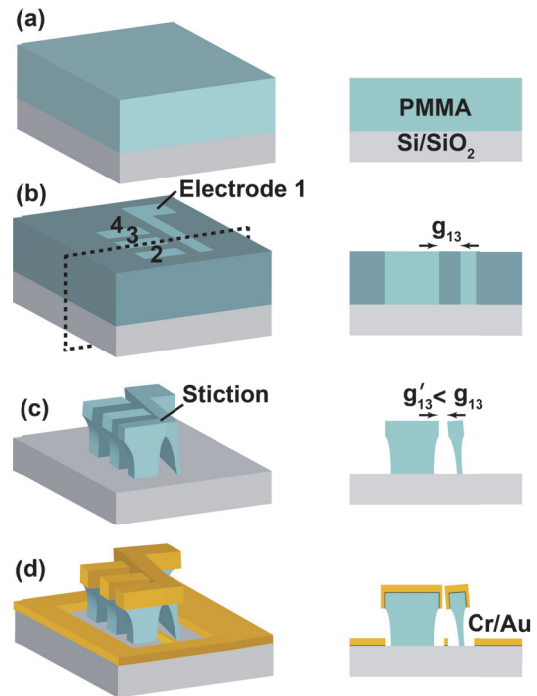 (a)
PMMA
Si/SiO₂
(b)
Electrode 1
4
3
2
g₁₃
(c)
Stiction
g′₁₃< g₁₃
(d)
Cr/Au